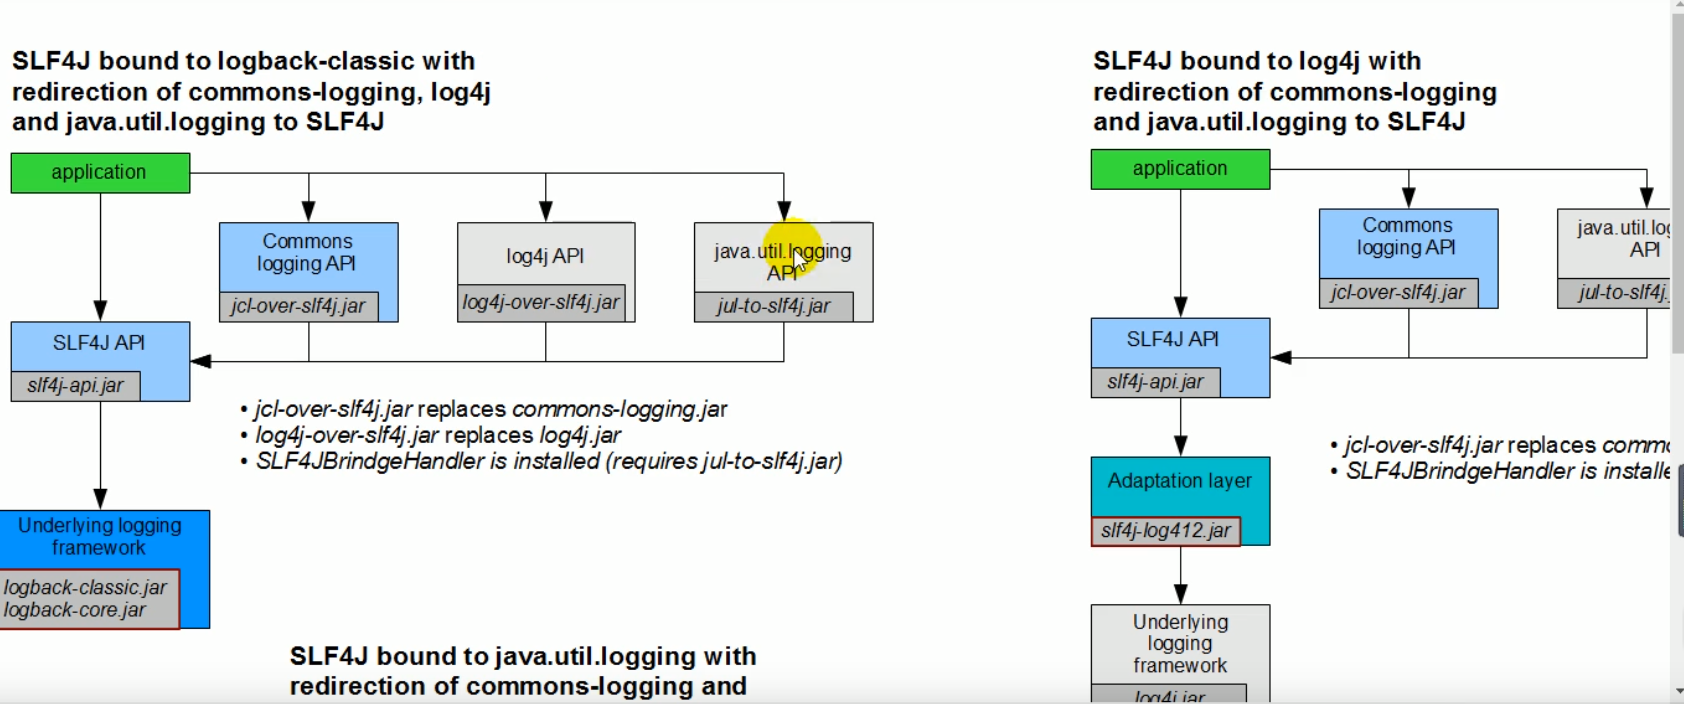 SLF4J bound to logback-classic with
redirection of commons-logging, log4j
and java.util.logging to SLF4J
application
Commons
logging API
jcl-over-slf4j.jar
log4j API
log4j-over-slf4j.jar
java.util.logging
API
jul-to-slf4j.jar
SLF4J API
slf4j-api.jar
• jcl-over-slf4j.jar replaces commons-logging.jar
• log4j-over-slf4j.jar replaces log4j.jar
• SLF4JBrindgeHandler is installed (requires jul-to-slf4j.jar)
Underlying logging
framework
logback-classic.jar
logback-core.jar
SLF4J bound to java.util.logging with
redirection of commons-logging and
SLF4J bound to log4j with
redirection of commons-logging
and java.util.logging to SLF4J
application
Commons
logging API
jcl-over-slf4j.jar
java.util.log
API
jul-to-slf4j.
SLF4J API
slf4j-api.jar
• jcl-over-slf4j.jar replaces comm
• SLF4JBrindgeHandler is installe
Adaptation layer
slf4j-log412.jar
Underlying
logging
framework
log4j.jar